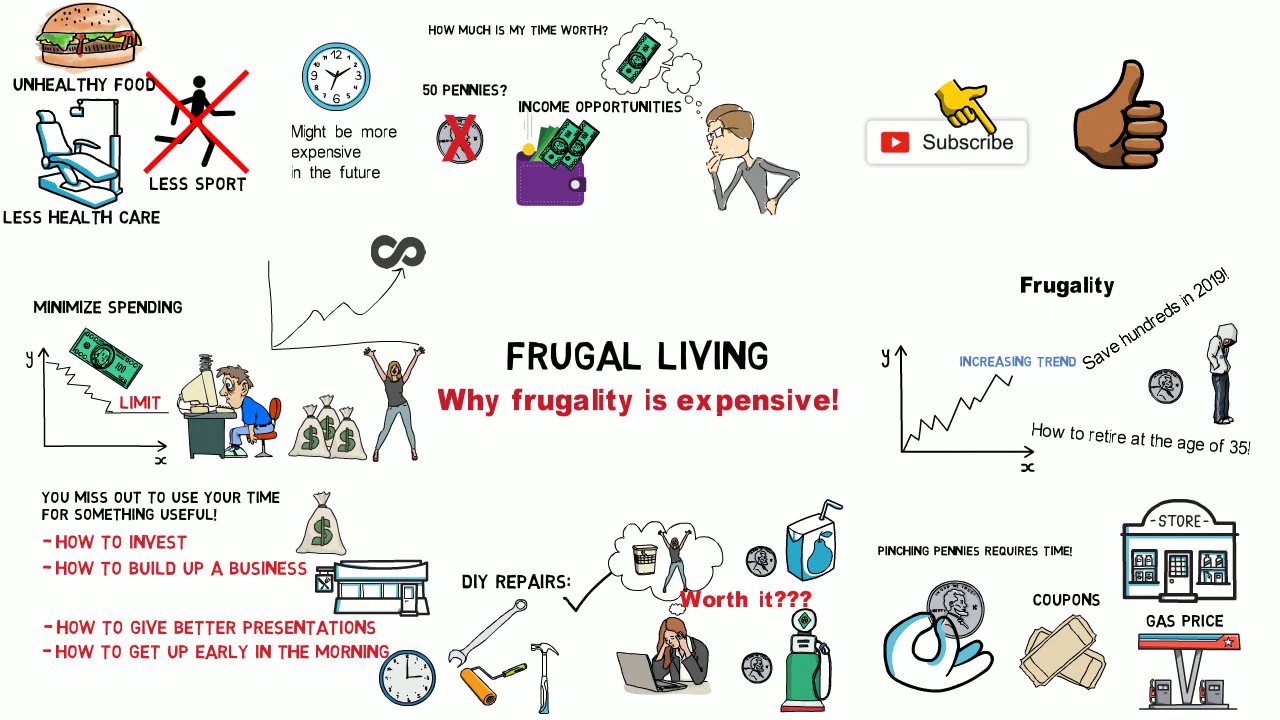 UNHEALTHY FOOD
LESS SPORT
LESS HEALTH CARE
Might be more
expensive
in the future
HOW MUCH IS MY TIME WORTH?
50 PENNIES?
INCOME OPPORTUNITIES
Subscribe
MINIMIZE SPENDING
y
LIMIT
x
FRUGAL LIVING
Why frugality is expensive!
Frugality
y
INCREASING TREND
Save hundreds in 2019!
How to retire at the age of 35!
x
YOU MISS OUT TO USE YOUR TIME
FOR SOMETHING USEFUL!
- HOW TO INVEST
- HOW TO BUILD UP A BUSINESS
- HOW TO GIVE BETTER PRESENTATIONS
- HOW TO GET UP EARLY IN THE MORNING
DIY REPAIRS:
Worth it???
PINCHING PENNIES REQUIRES TIME!
COUPONS
-STORE-
GAS PRICE